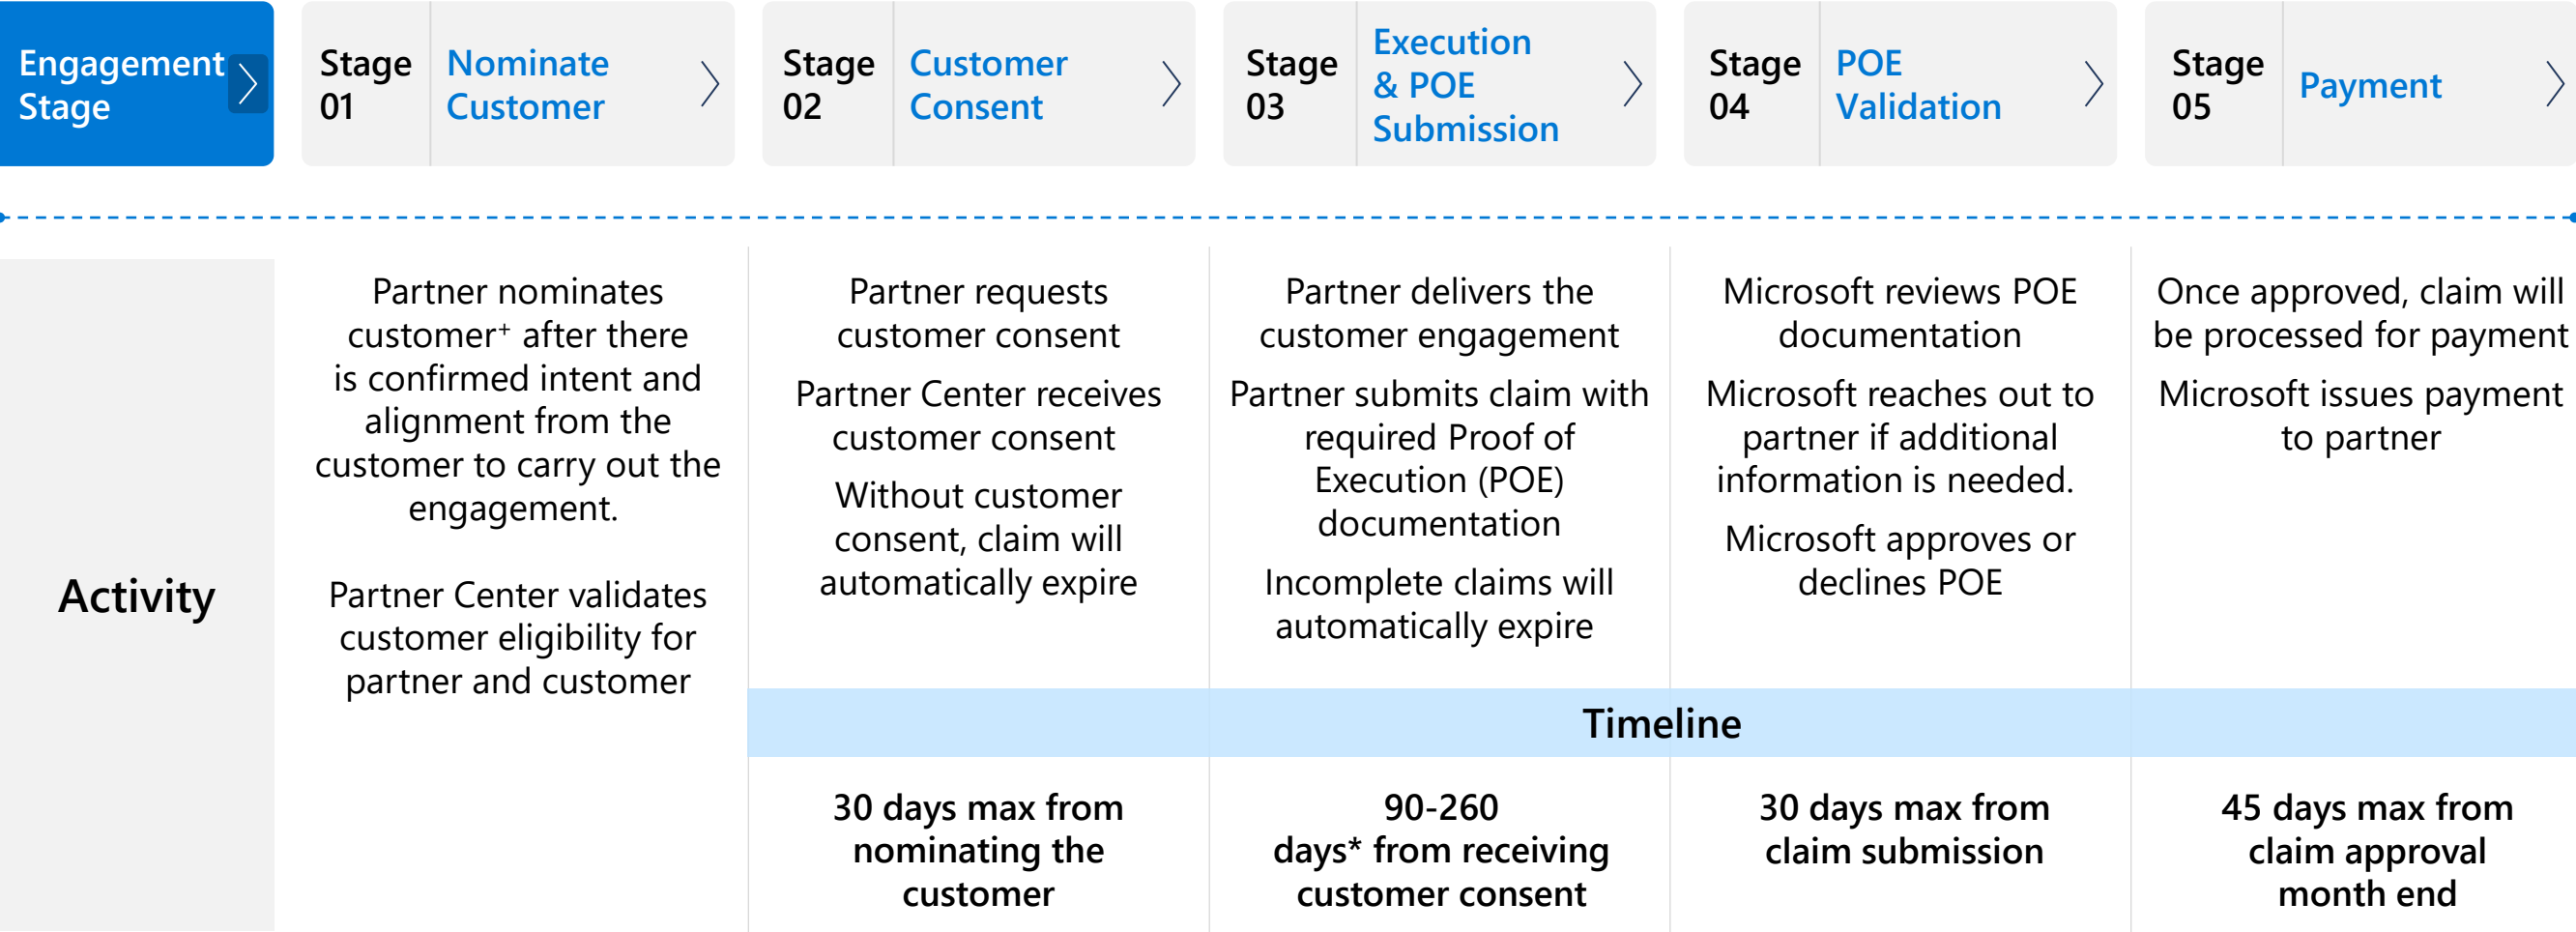 Engagement
Stage
Stage
01
Nominate
Customer
Stage
02
Customer
Consent
Stage
03
Execution
& POE
Submission
Stage
04
POE
Validation
Stage
05
Payment
Activity
Partner nominates
customer⁺ after there
is confirmed intent and
alignment from the
customer to carry out the
engagement.
Partner Center validates
customer eligibility for
partner and customer
Partner requests
customer consent
Partner Center receives
customer consent
Without customer
consent, claim will
automatically expire
Partner delivers the
customer engagement
Partner submits claim with
required Proof of
Execution (POE)
documentation
Incomplete claims will
automatically expire
Microsoft reviews POE
documentation
Microsoft reaches out to
partner if additional
information is needed.
Microsoft approves or
declines POE
Once approved, claim will
be processed for payment
Microsoft issues payment
to partner
Timeline
30 days max from
nominating the
customer
90-260
days* from receiving
customer consent
30 days max from
claim submission
45 days max from
claim approval
month end